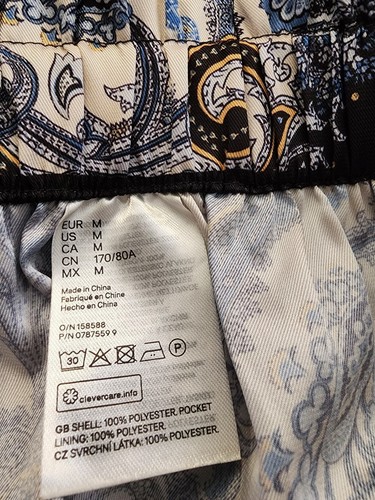 EUR M
US M
CA M
CN 170/80A
MX M
Made in China
Fabriqué en Chine
Hecho en China
O/N 158588
P/N 0787559 9
30 P
clevercare.info
GB SHELL: 100% POLYESTER. POCKET
LINING: 100% POLYESTER.
CZ SVRCHNÍ LÁTKA: 100% POLYESTER.